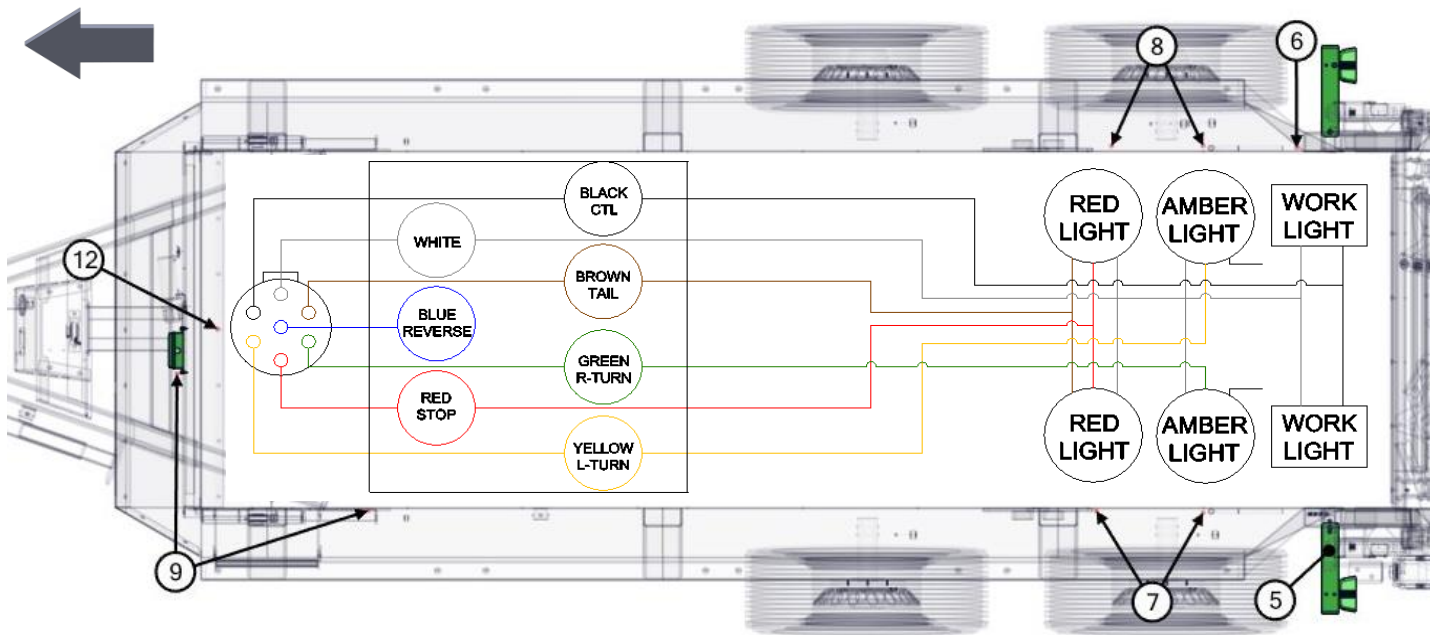 8
6
BLACK
CTL
RED
LIGHT
AMBER
LIGHT
WORK
LIGHT
WHITE
12
BROWN
TAIL
BLUE
REVERSE
GREEN
R-TURN
RED
STOP
YELLOW
L-TURN
RED
LIGHT
AMBER
LIGHT
WORK
LIGHT
9
7
5